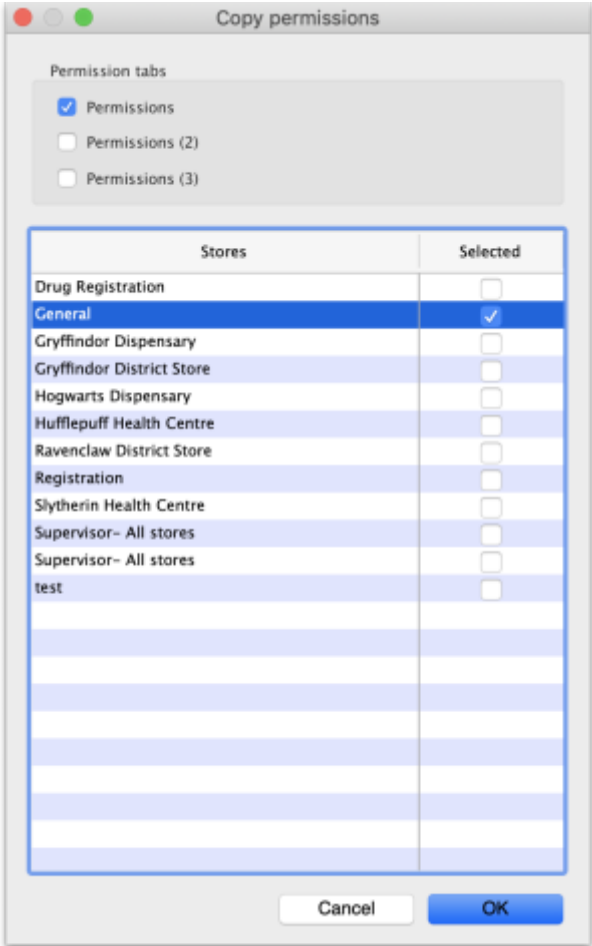 Copy permissions
Permission tabs
Permissions
Permissions (2)
Permissions (3)
Stores Selected
Drug Registration
General
Gryffindor Dispensary
Gryffindor District Store
Hogwarts Dispensary
Hufflepuff Health Centre
Ravenclaw District Store
Registration
Slytherin Health Centre
Supervisor- All stores
Supervisor- All stores
test
Cancel OK